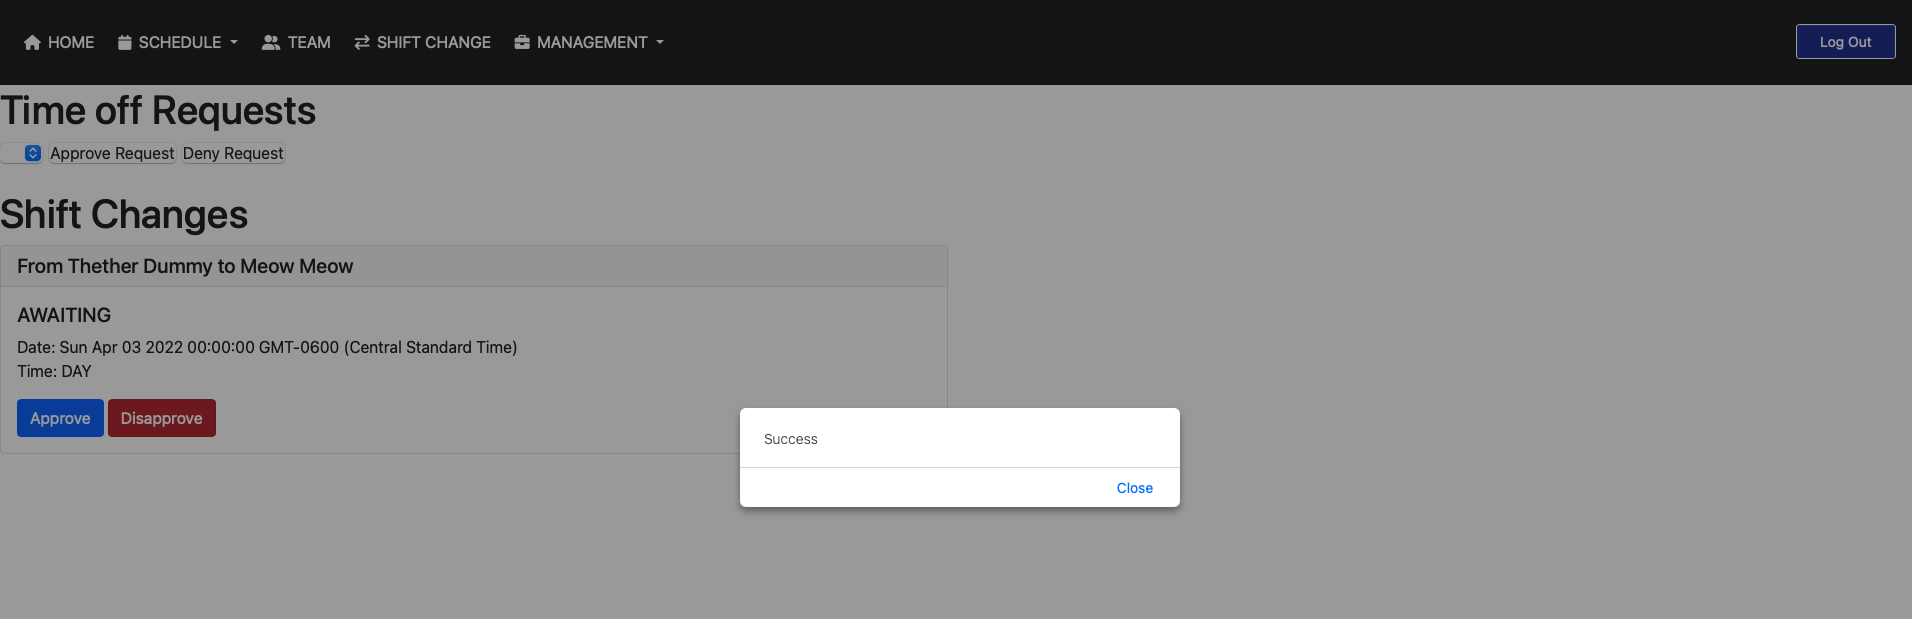 HOME SCHEDULE TEAM SHIFT CHANGE MANAGEMENT Log Out
Time off Requests
Approve Request Deny Request
Shift Changes
From Thether Dummy to Meow Meow
AWAITING
Date: Sun Apr 03 2022 00:00:00 GMT-0600 (Central Standard Time)
Time: DAY
Approve Disapprove
Success
Close